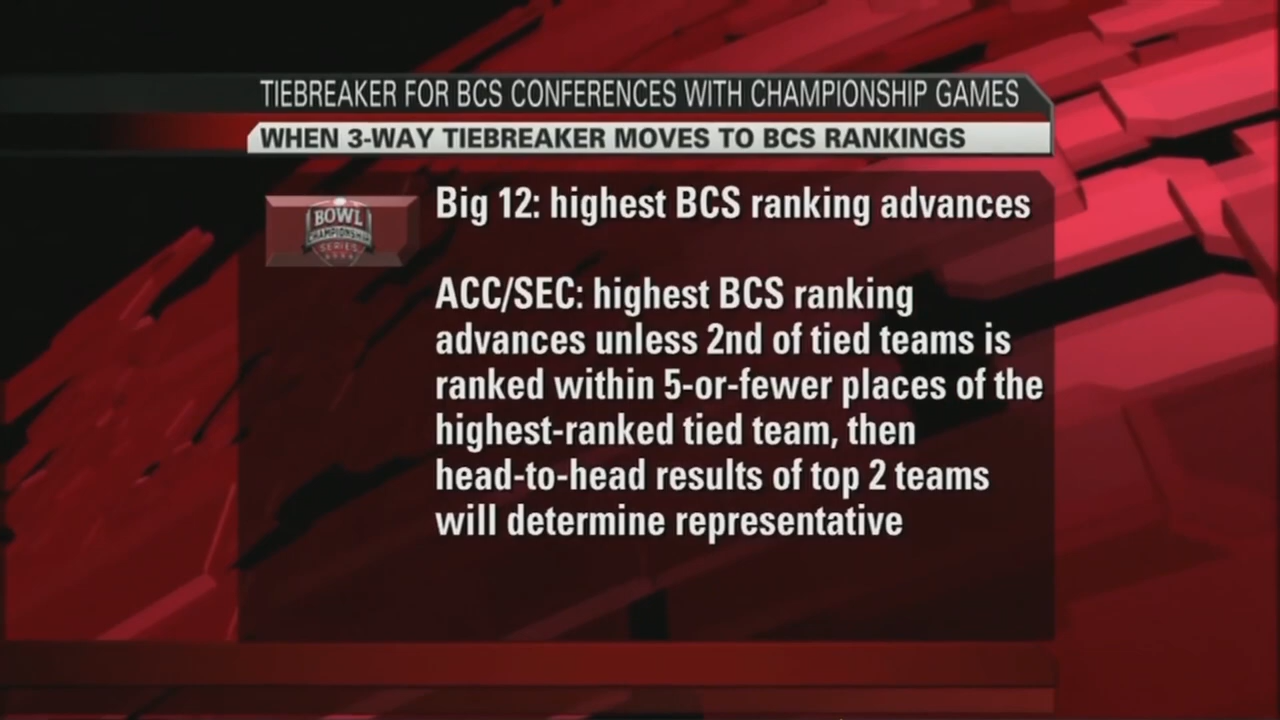 TIEBREAKER FOR BCS CONFERENCES WITH CHAMPIONSHIP GAMES
WHEN 3-WAY TIEBREAKER MOVES TO BCS RANKINGS
BOWL
CHAMPIONSHIP
SERIES
Big 12: highest BCS ranking advances
ACC/SEC: highest BCS ranking
advances unless 2nd of tied teams is
ranked within 5-or-fewer places of the
highest-ranked tied team, then
head-to-head results of top 2 teams
will determine representative